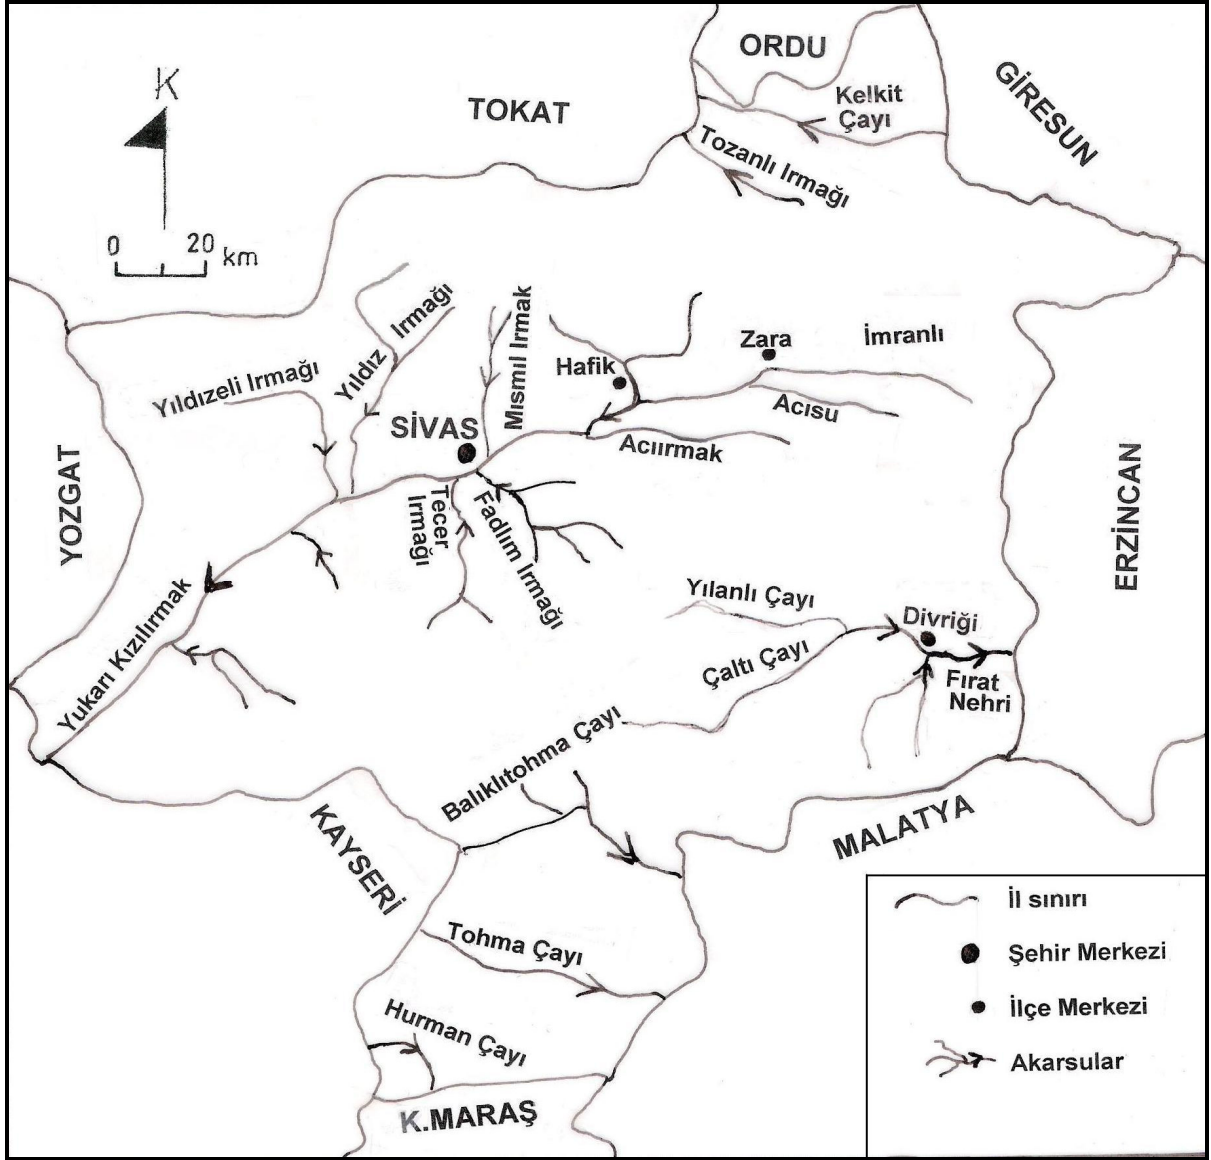 ORDU
GİRESUN
TOKAT
Kelkit
Çayı
Tozanlı Irmağı
K
0 20 km
Yıldızeli Irmağı
Yıldız Irmağı
Mısmıl Irmak
Hafik
Zara
İmranlı
Acısu
SİVAS
Acıırmak
Tecer
Irmağı
Fadlım Irmağı
YOZGAT
ERZİNCAN
Yukarı Kızılırmak
Yılanlı Çayı
Divriği
Çaltı Çayı
Fırat
Nehri
Balıklıtohma Çayı
KAYSERİ
MALATYA
Tohma Çayı
Hurman Çayı
K.MARAŞ
İl sınırı
Şehir Merkezi
İlçe Merkezi
Akarsular